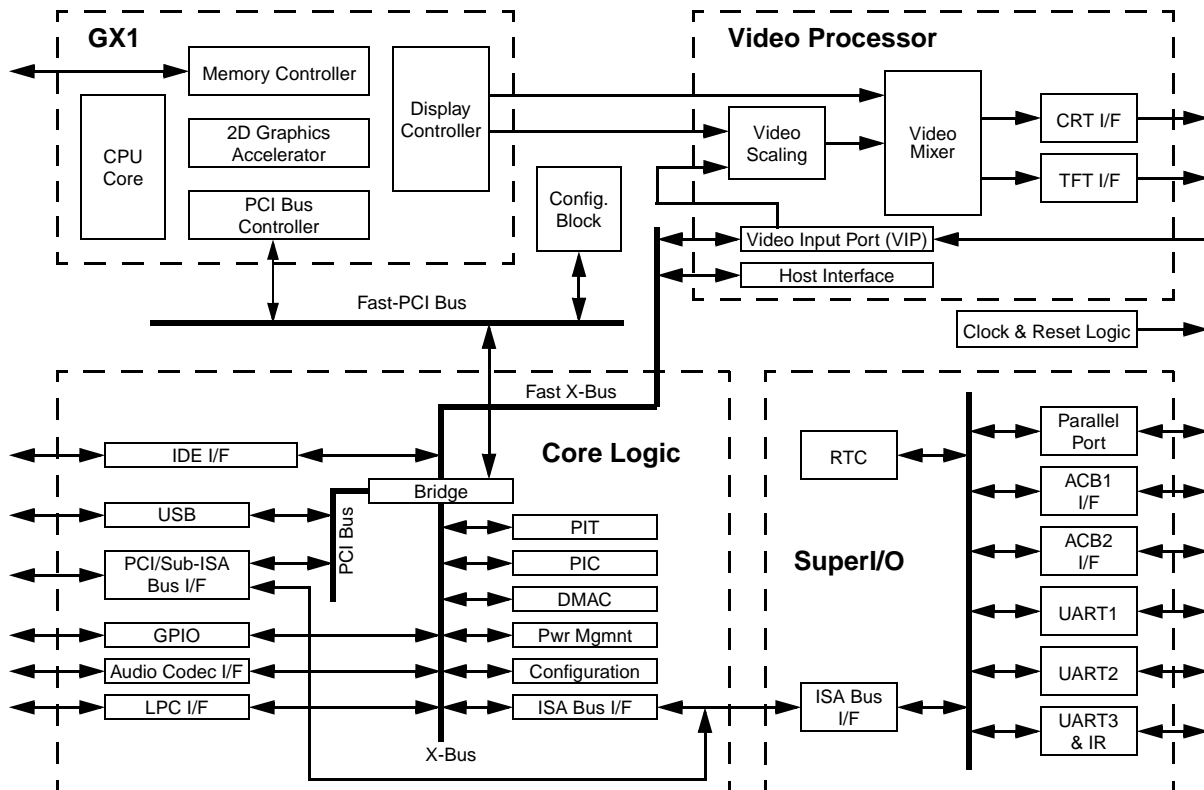 GX1
Memory Controller
CPU
Core
2D Graphics
Accelerator
PCI Bus
Controller
Display
Controller
Config.
Block
Fast-PCI Bus
Video Processor
Video
Scaling
Video
Mixer
CRT I/F
TFT I/F
Video Input Port (VIP)
Host Interface
Clock & Reset Logic
Fast X-Bus
Core Logic
IDE I/F
Bridge
USB
PCI Bus
PCI/Sub-ISA
Bus I/F
GPIO
Audio Codec I/F
LPC I/F
PIT
PIC
DMAC
Pwr Mgmnt
Configuration
ISA Bus I/F
X-Bus
SuperI/O
RTC
ISA Bus
I/F
Parallel
Port
ACB1
I/F
ACB2
I/F
UART1
UART2
UART3
& IR